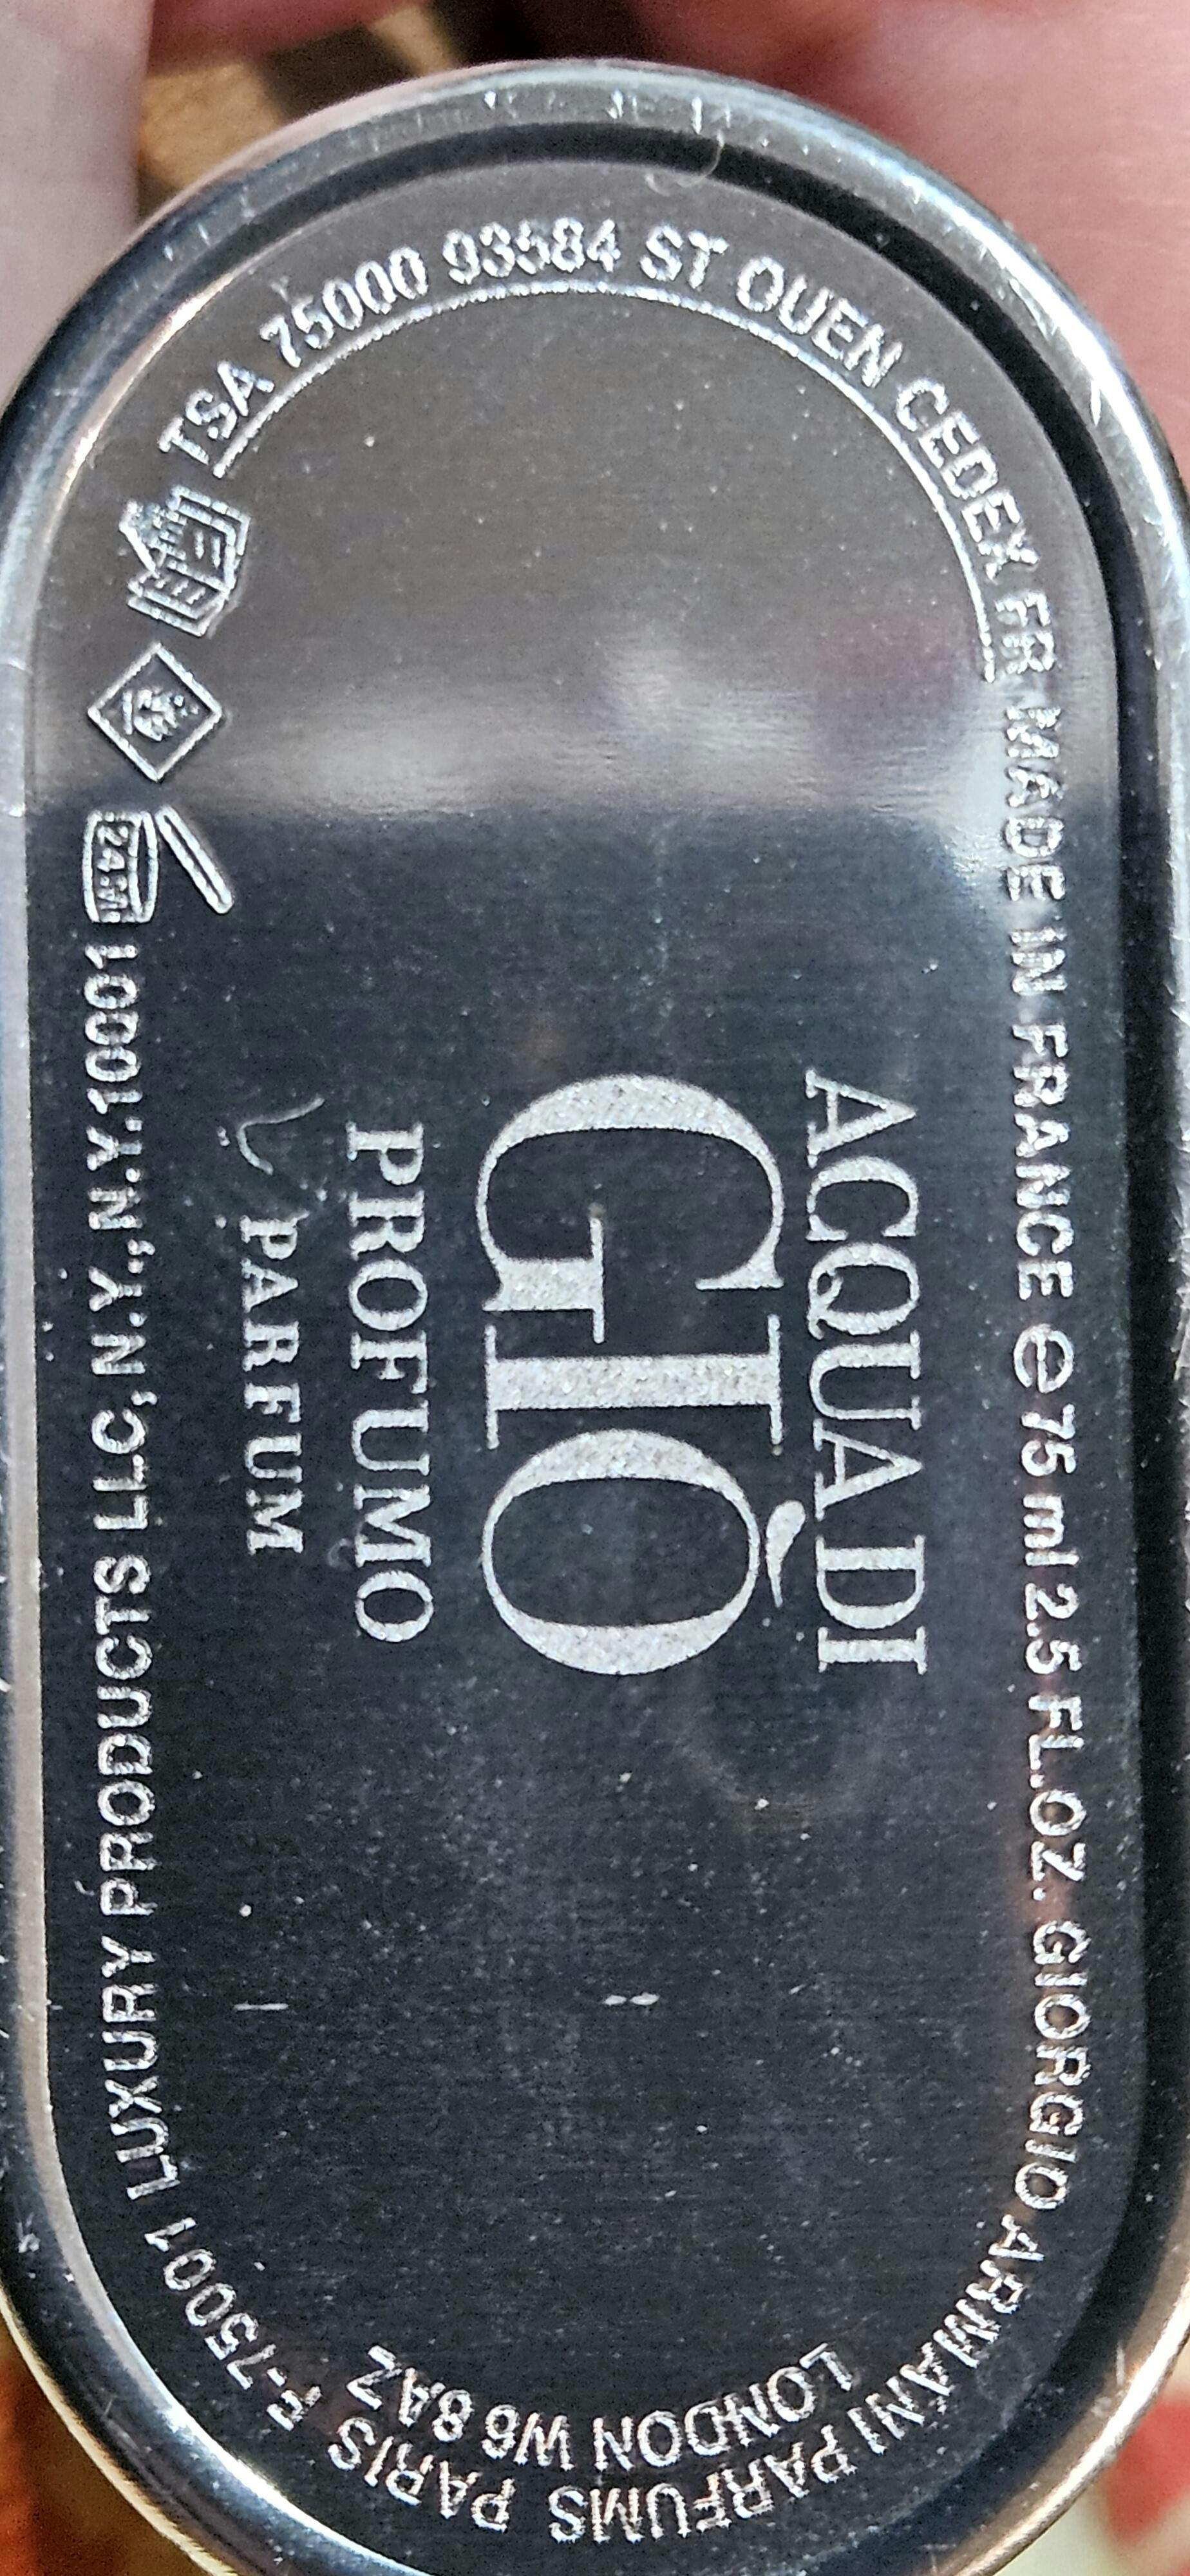 ACQUA DI
GIÒ
PROFUMO
PARFUM
TSA 75000 93584 ST OUEN CEDEX FR MADE IN FRANCE e 75 ml 2.5 FL.OZ. GIORGIO ARMANI PARFUMS PARIS F-75001 LUXURY PRODUCTS LLC, N.Y., N.Y. 10001 24M
LONDON W6 8AZ